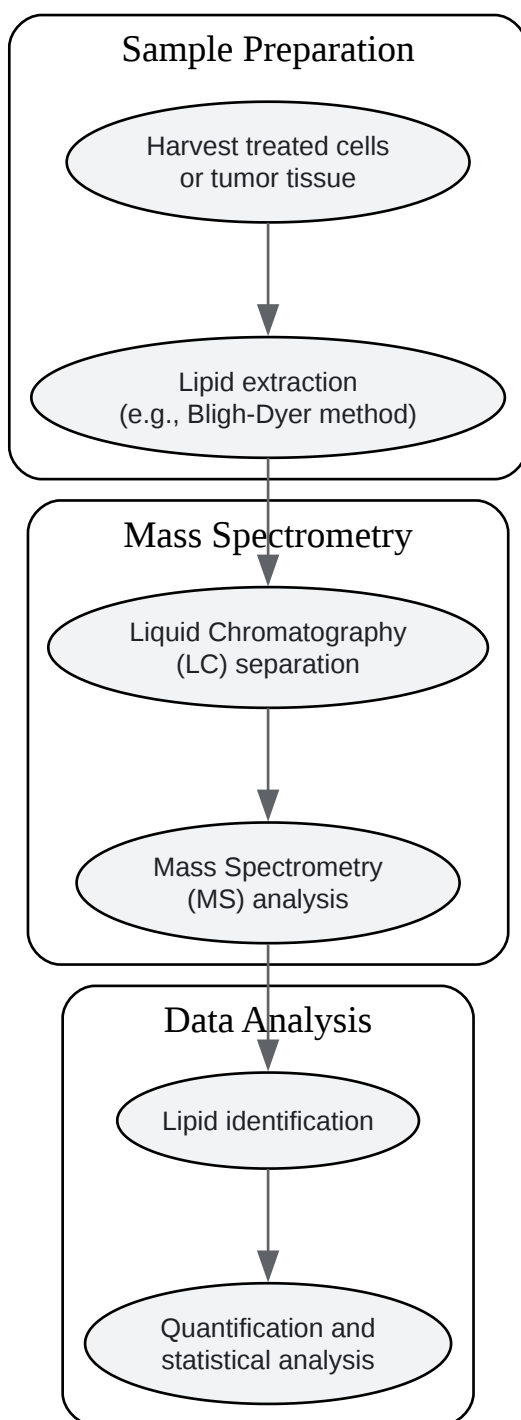 Sample Preparation
Harvest treated cells
or tumor tissue
Lipid extraction
(e.g., Bligh-Dyer method)
Mass Spectrometry
Liquid Chromatography
(LC) separation
Mass Spectrometry
(MS) analysis
Data Analysis
Lipid identification
Quantification and
statistical analysis